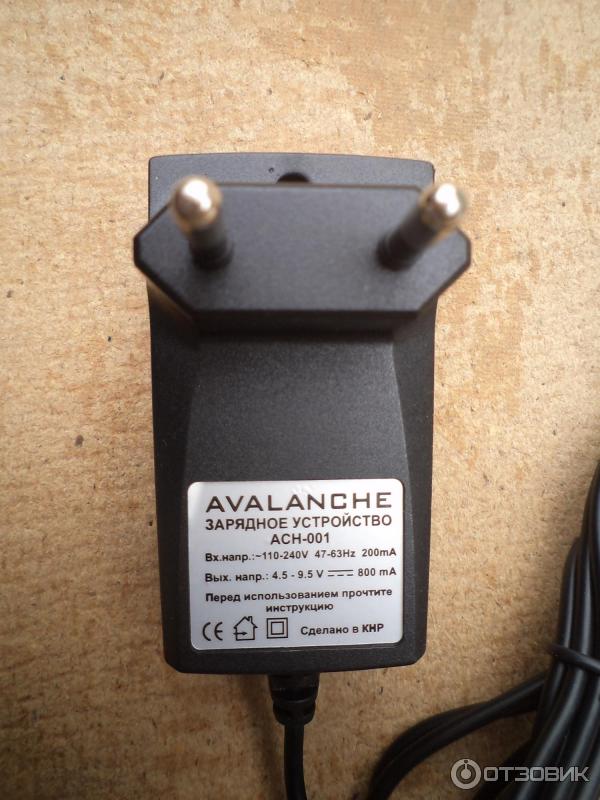 AVALANCHE
ЗАРЯДНОЕ УСТРОЙСТВО
ACH-001
Вх.напр.:~110-240V 47-63Hz 200mA
Вых. напр.: 4.5 - 9.5 V 800 mA
Перед использованием прочтите
инструкцию
CE Сделано в КНР
ОТЗОВИК